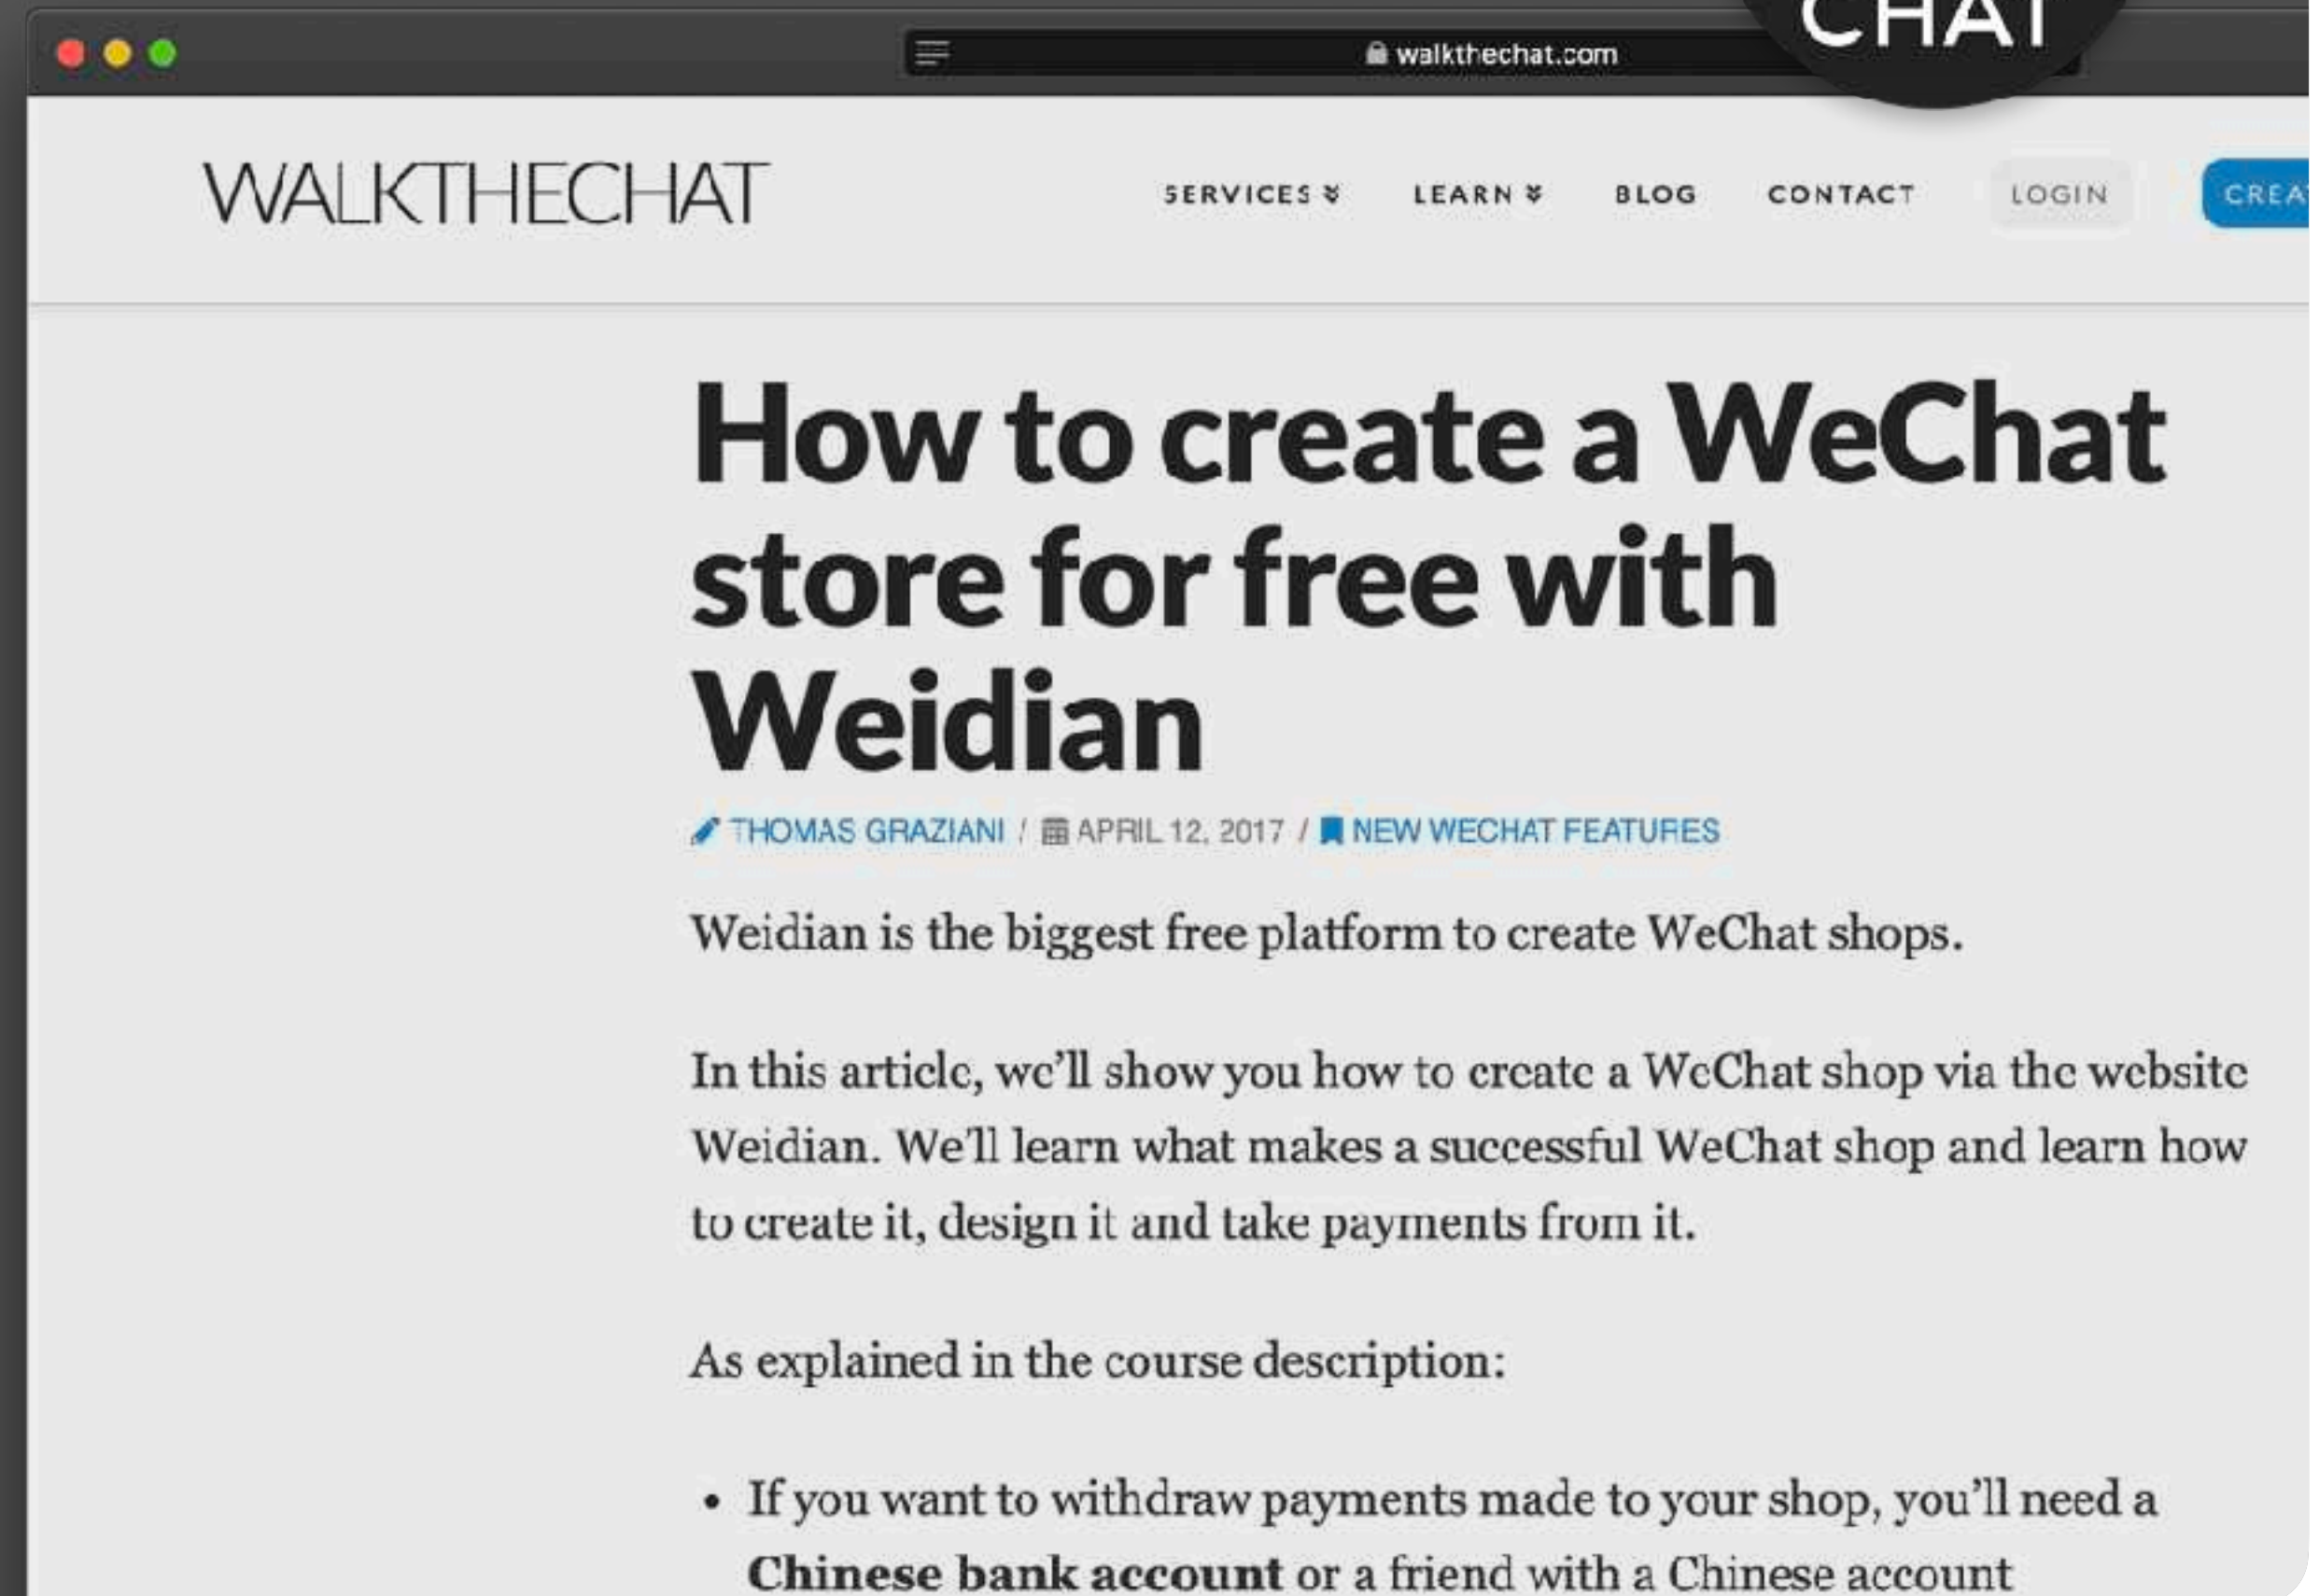 CHAT
walkthechat.com
WALKTHECHAT
SERVICES LEARN BLOG CONTACT LOGIN CREAT
How to create a WeChat
store for free with
Weidian
THOMAS GRAZIANI / APRIL 12, 2017 / NEW WECHAT FEATURES
Weidian is the biggest free platform to create WeChat shops.
In this article, we’ll show you how to create a WeChat shop via the website
Weidian. We’ll learn what makes a successful WeChat shop and learn how
to create it, design it and take payments from it.
As explained in the course description:
• If you want to withdraw payments made to your shop, you’ll need a
Chinese bank account or a friend with a Chinese account